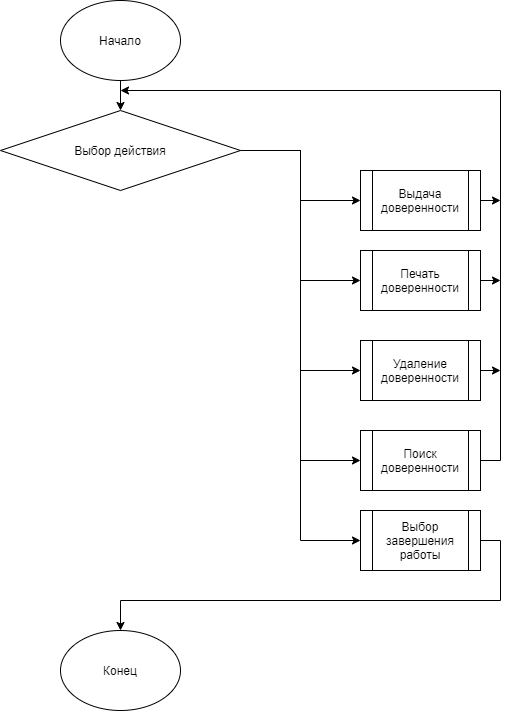 Начало
Выбор действия
Выдача
доверенности
Печать
доверенности
Удаление
доверенности
Поиск
доверенности
Выбор
завершения
работы
Конец